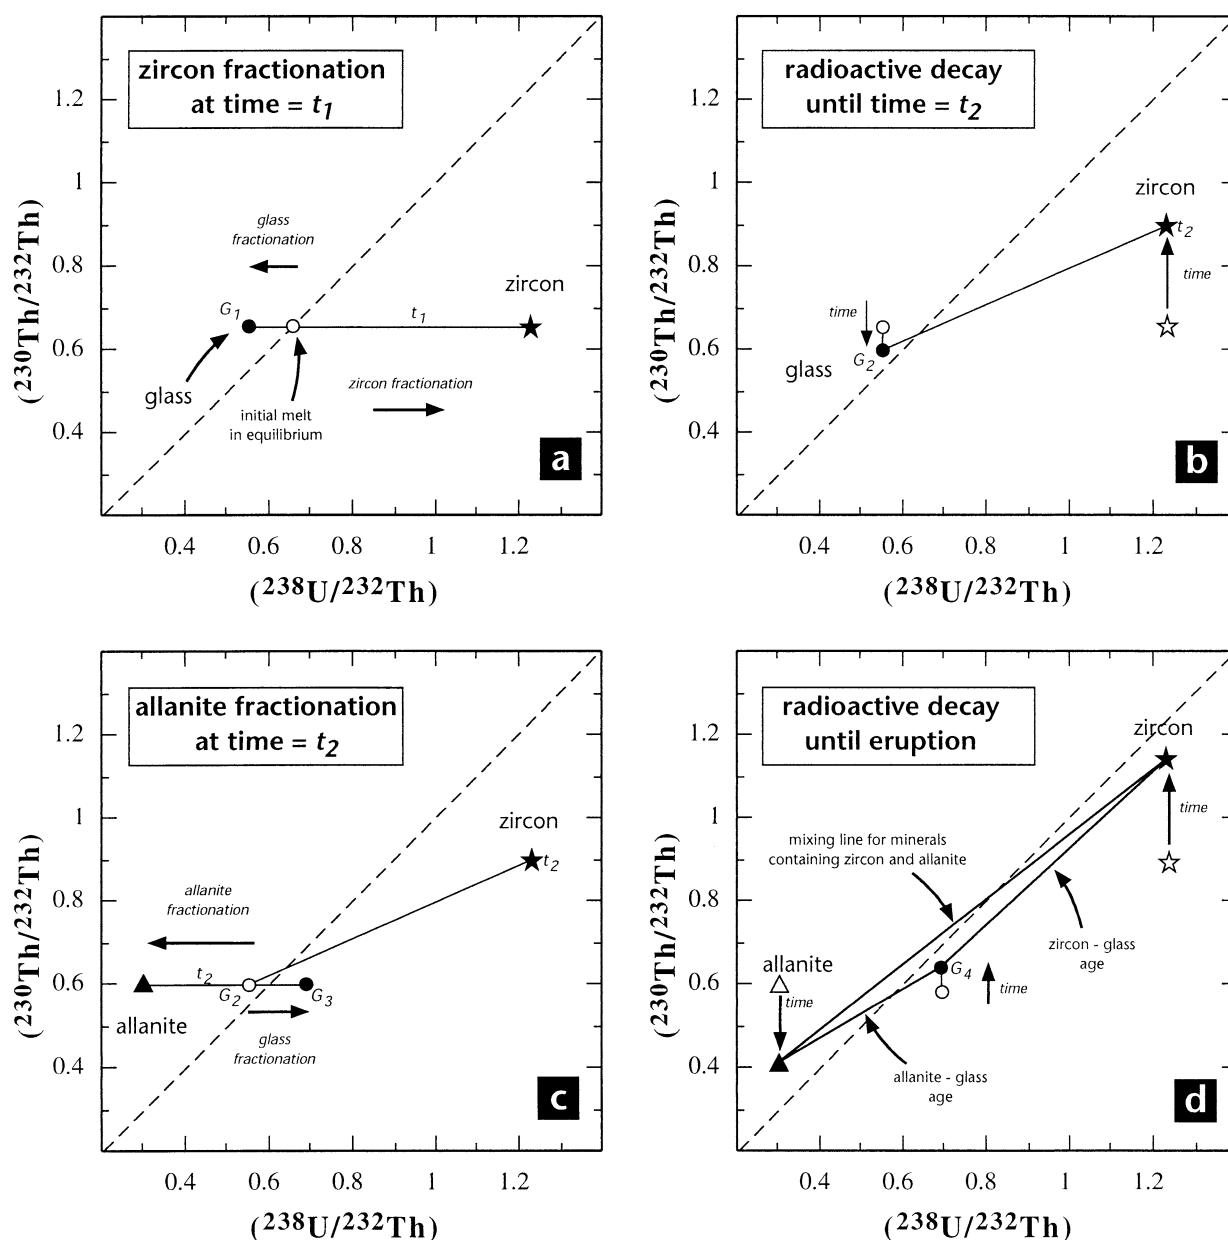 zircon fractionation
at time = t1
1.2
1
0.8
0.6
0.4
(230Th/232Th)
glass
fractionation
G1
t1
zircon
glass
zircon fractionation
initial melt
in equilibrium
a
0.4 0.6 0.8 1 1.2
(238U/232Th)
radioactive decay
until time = t2
1.2
1
0.8
0.6
0.4
(230Th/232Th)
zircon
t2
time
time
G2
glass
b
0.4 0.6 0.8 1 1.2
(238U/232Th)
allanite fractionation
at time = t2
1.2
1
0.8
0.6
0.4
(230Th/232Th)
zircon
t2
allanite
fractionation
t2
G2
G3
allanite
glass
fractionation
c
0.4 0.6 0.8 1 1.2
(238U/232Th)
radioactive decay
until eruption
1.2
1
0.8
0.6
0.4
(230Th/232Th)
zircon
time
mixing line for minerals
containing zircon and allanite
zircon - glass
age
allanite
time
G4
time
allanite - glass
age
d
0.4 0.6 0.8 1 1.2
(238U/232Th)